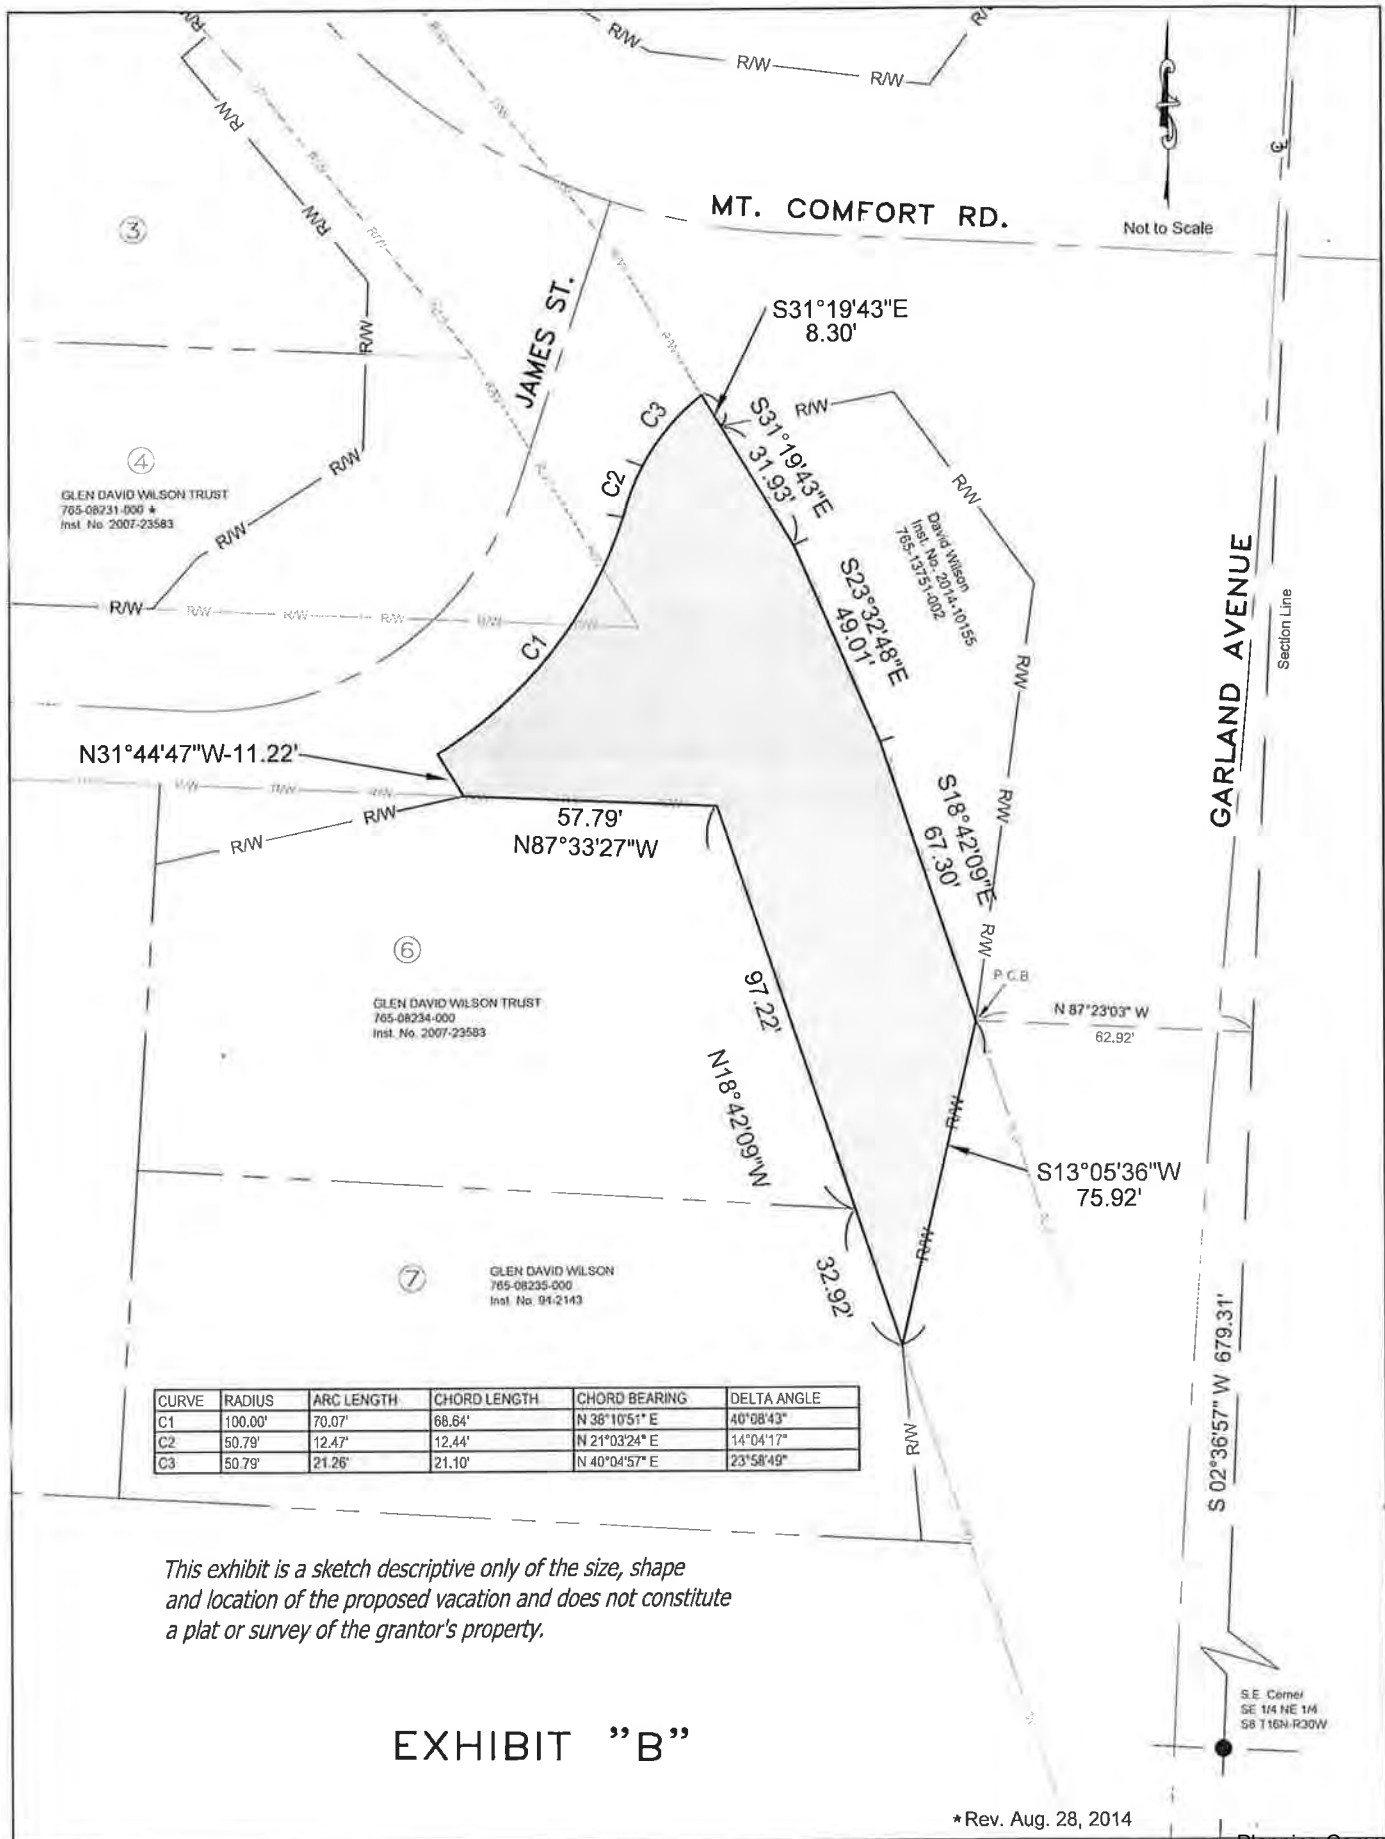 R/W
R/W
R/W
R/W
R/W
R/W
R/W
R/W
R/W
R/W
MT. COMFORT RD.
Not to Scale
③
JAMES ST.
S31°19'43"E
8.30'
S31°19'43"E
31.93'
R/W
R/W
C3
C2
C1
④
GLEN DAVID WILSON TRUST
765-08231-000 *
Inst. No. 2007-23583
R/W
R/W
R/W
R/W
R/W
R/W
R/W
R/W
R/W
David Wilson
Inst. No. 2014-10155
765-13751-002
S23°32'48"E
49.01'
R/W
R/W
R/W
GARLAND AVENUE
Section Line
N31°44'47"W-11.22'
R/W
R/W
R/W
R/W
R/W
57.79'
N87°33'27"W
S18°42'09"E
67.30'
⑥
GLEN DAVID WILSON TRUST
765-08234-000
Inst. No. 2007-23583
97.22'
N18°42'09"W
P.O.B.
N 87°23'03" W
62.92'
R/W
R/W
S13°05'36"W
75.92'
⑦
GLEN DAVID WILSON
765-08235-000
Inst. No. 94-2143
32.92'
R/W
S 02°36'57" W 679.31'
CURVE RADIUS ARC LENGTH CHORD LENGTH CHORD BEARING DELTA ANGLE
C1 100.00' 70.07' 68.64' N 38°10'51" E 40°08'43"
C2 50.79' 12.47' 12.44' N 21°03'24" E 14°04'17"
C3 50.79' 21.26' 21.10' N 40°04'57" E 23°58'49"
This exhibit is a sketch descriptive only of the size, shape
and location of the proposed vacation and does not constitute
a plat or survey of the grantor's property.
S.E. Corner
SE 1/4 NE 1/4
S8 T16N-R30W
EXHIBIT "B"
*Rev. Aug. 28, 2014